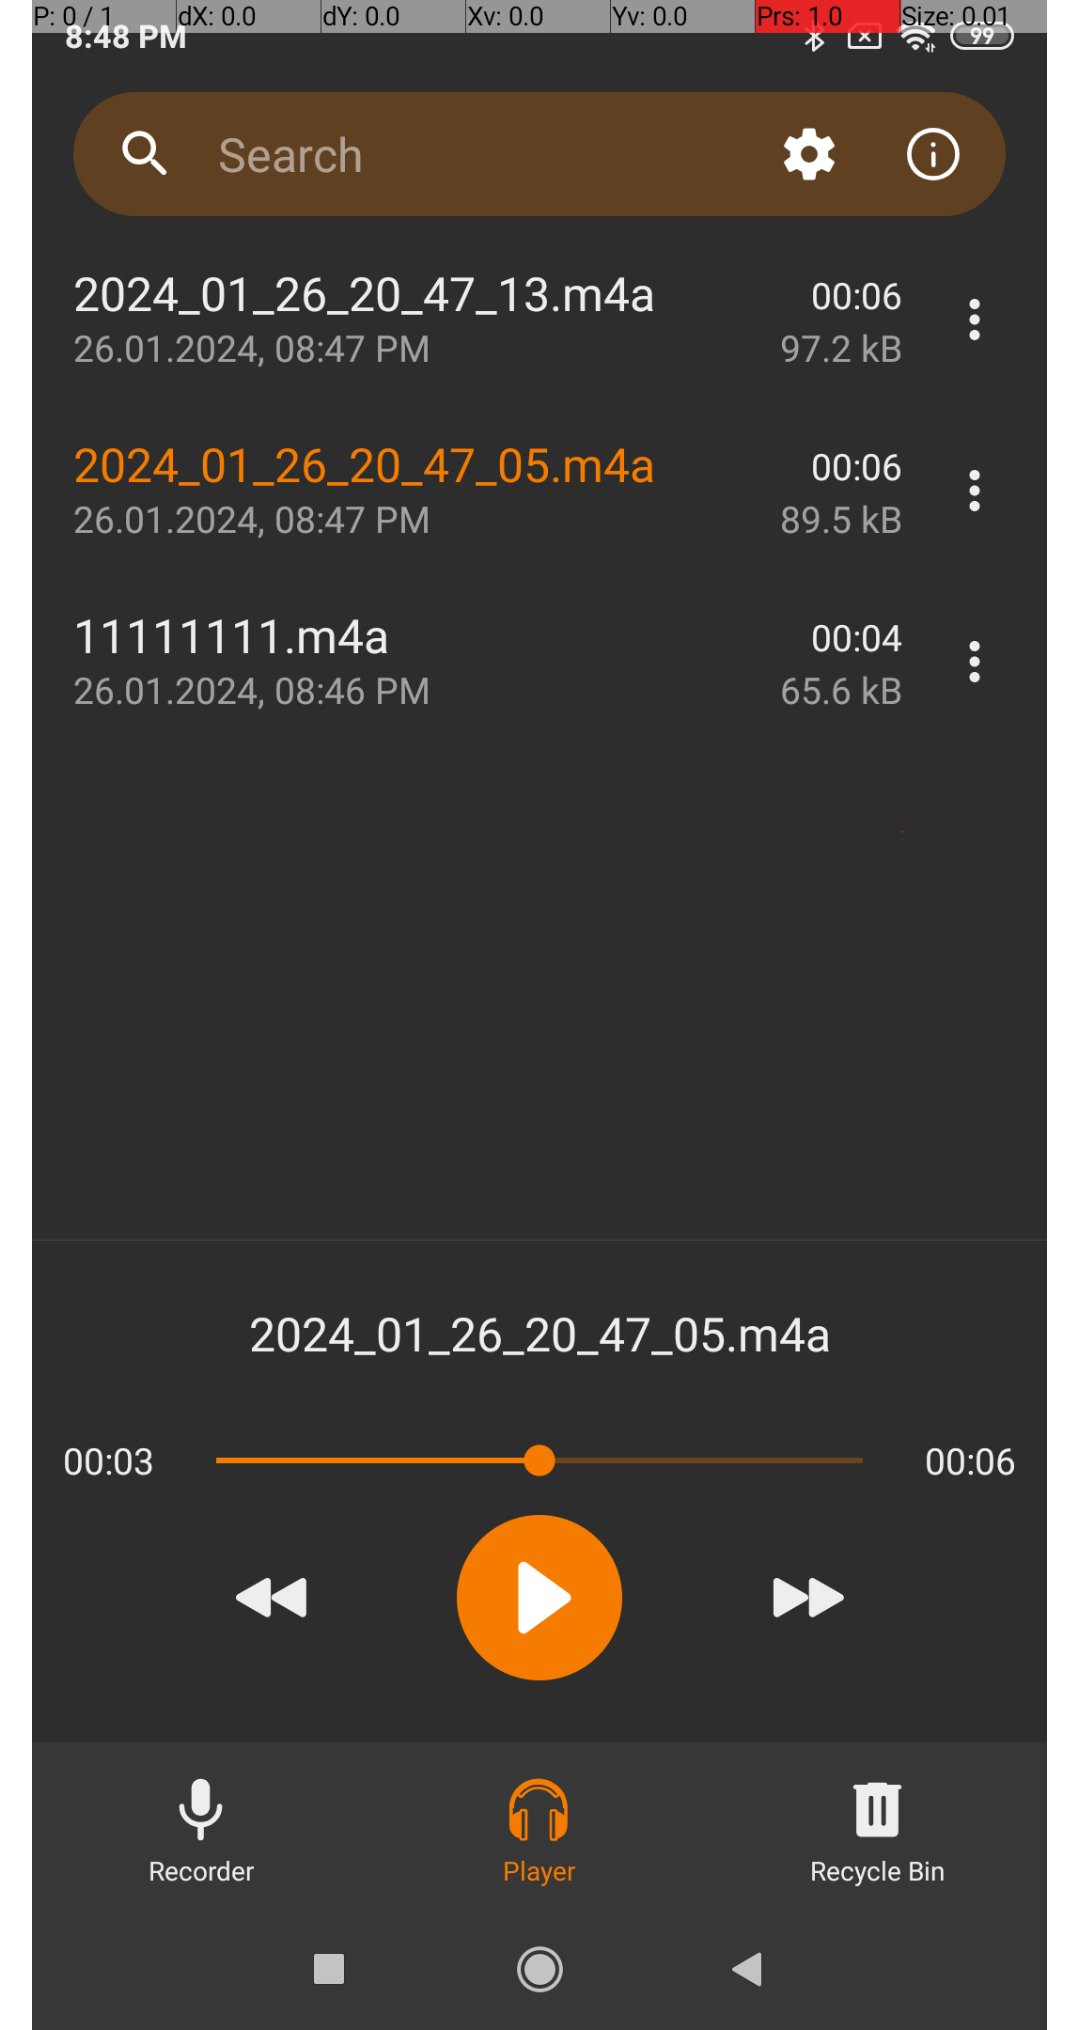 P: 0 / 1 dX: 0.0 dY: 0.0 Xv: 0.0 Yv: 0.0 Prs: 1.0 Size: 0.01
8:48 PM 99
Search
2024_01_26_20_47_13.m4a 00:06
26.01.2024, 08:47 PM 97.2 kB
2024_01_26_20_47_05.m4a 00:06
26.01.2024, 08:47 PM 89.5 kB
11111111.m4a 00:04
26.01.2024, 08:46 PM 65.6 kB
2024_01_26_20_47_05.m4a
00:03 00:06
Recorder Player Recycle Bin